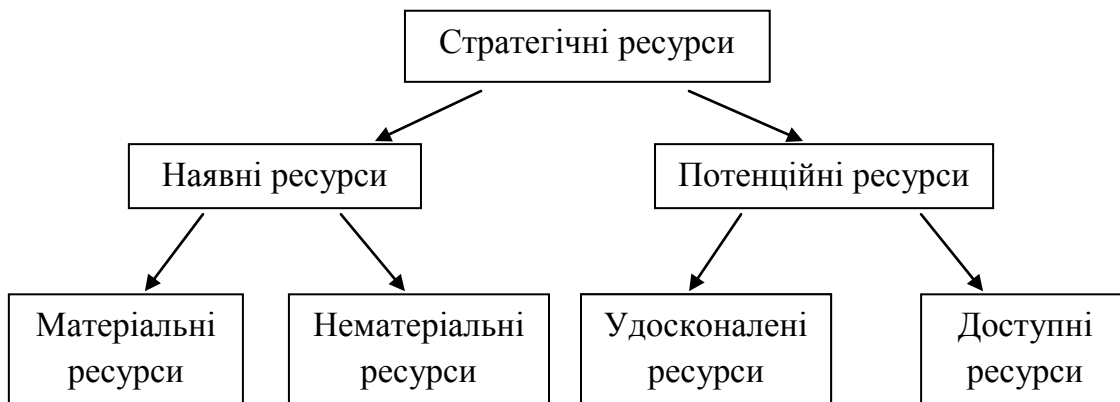 Стратегічні ресурси
Наявні ресурси
Потенційні ресурси
Матеріальні
ресурси
Нематеріальні
ресурси
Удосконалені
ресурси
Доступні
ресурси